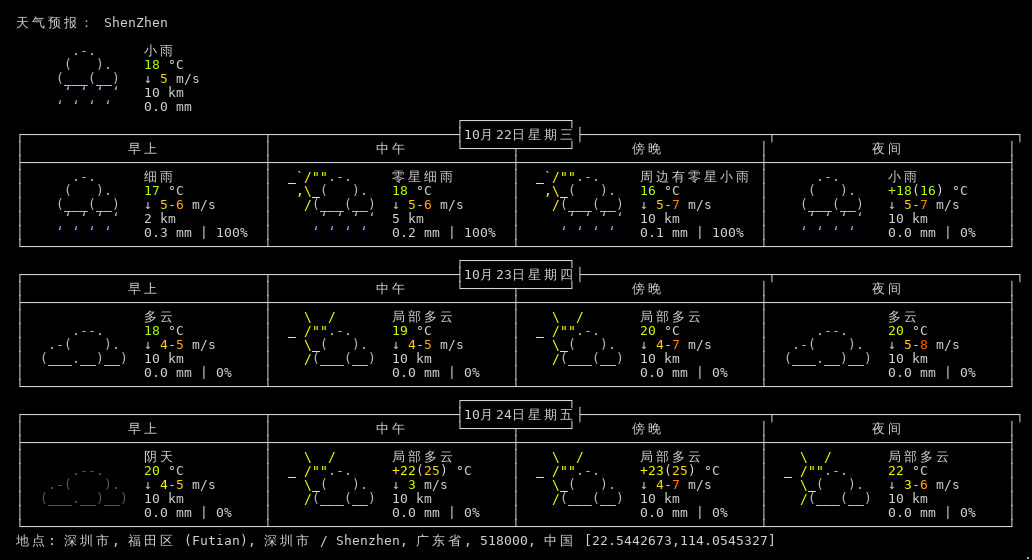 天气预报： ShenZhen
小雨
18 °C
↓ 5 m/s
10 km
0.0 mm
10月22日星期三
早上 中午 傍晚 夜间
细雨 零星细雨 周边有零星小雨 小雨
17 °C 18 °C 16 °C +18(16) °C
↓ 5-6 m/s ↓ 5-6 m/s ↓ 5-7 m/s ↓ 5-7 m/s
2 km 5 km 10 km 10 km
0.3 mm | 100% 0.2 mm | 100% 0.1 mm | 100% 0.0 mm | 0%
10月23日星期四
早上 中午 傍晚 夜间
多云 局部多云 局部多云 多云
18 °C 19 °C 20 °C 20 °C
↓ 4-5 m/s ↓ 4-5 m/s ↓ 4-7 m/s ↓ 5-8 m/s
10 km 10 km 10 km 10 km
0.0 mm | 0% 0.0 mm | 0% 0.0 mm | 0% 0.0 mm | 0%
10月24日星期五
早上 中午 傍晚 夜间
阴天 局部多云 局部多云 局部多云
20 °C +22(25) °C +23(25) °C 22 °C
↓ 4-5 m/s ↓ 3 m/s ↓ 4-7 m/s ↓ 3-6 m/s
10 km 10 km 10 km 10 km
0.0 mm | 0% 0.0 mm | 0% 0.0 mm | 0% 0.0 mm | 0%
地点: 深圳市, 福田区 (Futian), 深圳市 / Shenzhen, 广东省, 518000, 中国 [22.5442673,114.0545327]